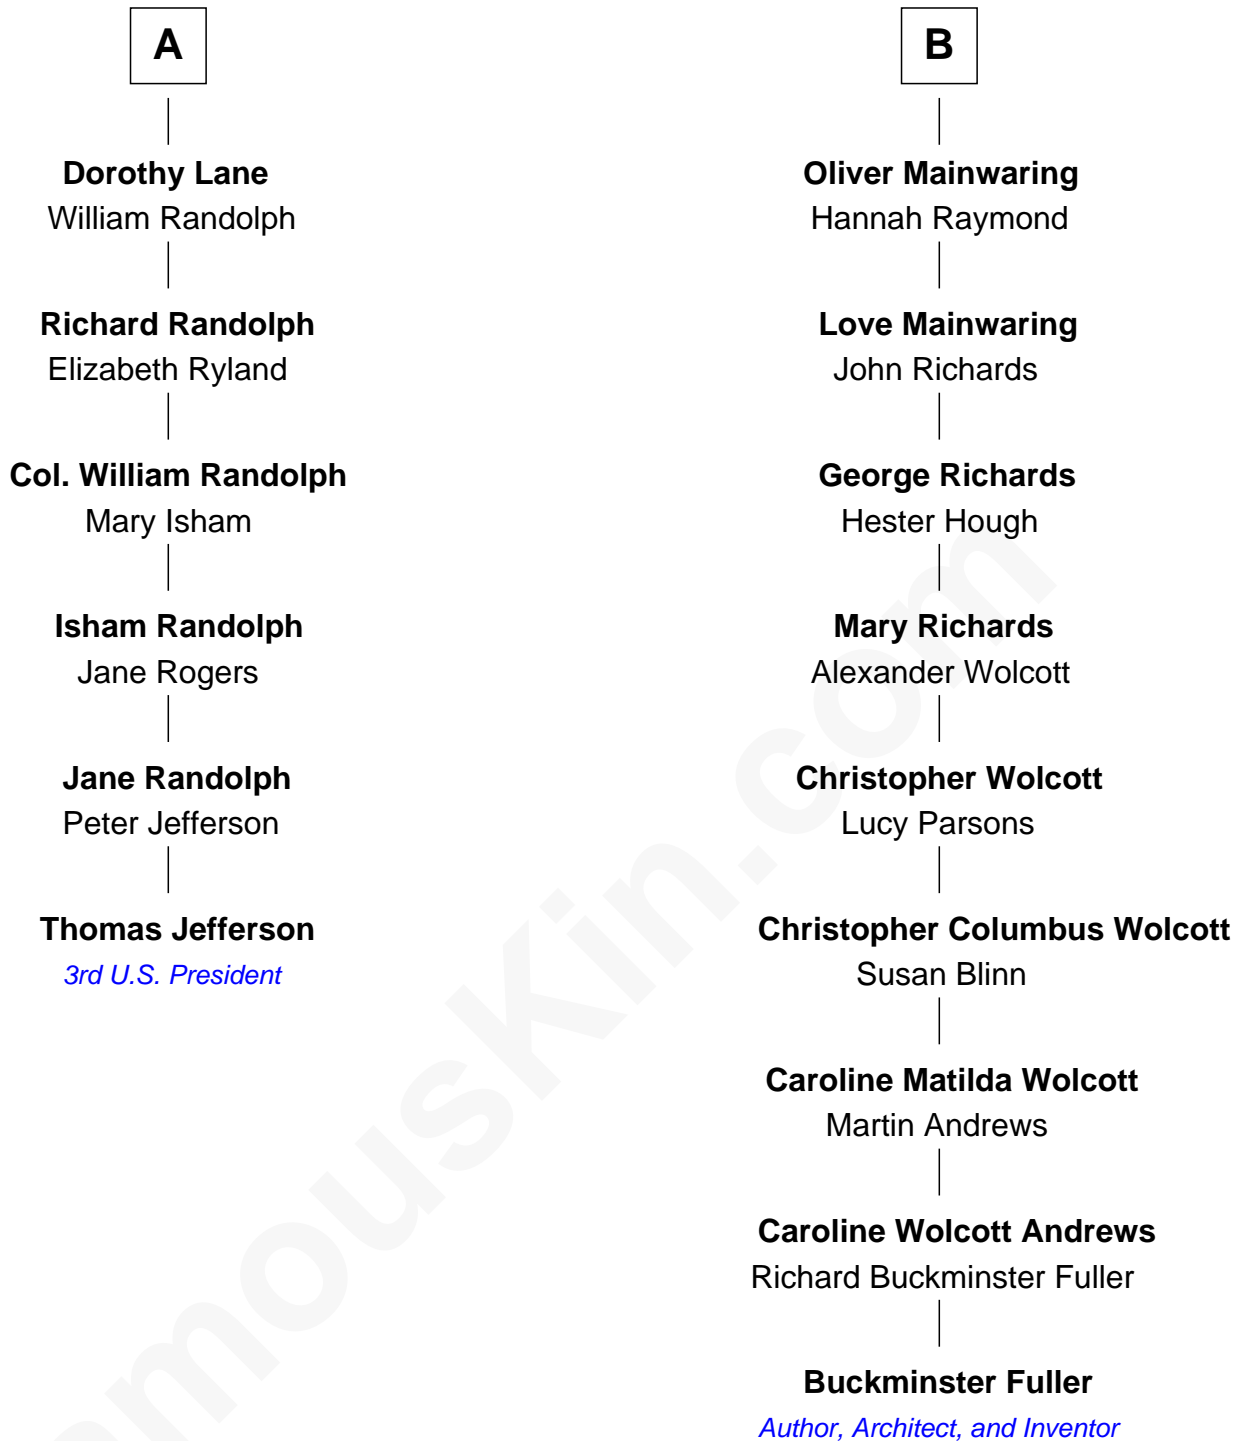 A
Dorothy Lane
William Randolph
Richard Randolph
Elizabeth Ryland
Col. William Randolph
Mary Isham
Isham Randolph
Jane Rogers
Jane Randolph
Peter Jefferson
Thomas Jefferson
3rd U.S. President
B
Oliver Mainwaring
Hannah Raymond
Love Mainwaring
John Richards
George Richards
Hester Hough
Mary Richards
Alexander Wolcott
Christopher Wolcott
Lucy Parsons
Christopher Columbus Wolcott
Susan Blinn
Caroline Matilda Wolcott
Martin Andrews
Caroline Wolcott Andrews
Richard Buckminster Fuller
Buckminster Fuller
Author, Architect, and Inventor
amouskin.com